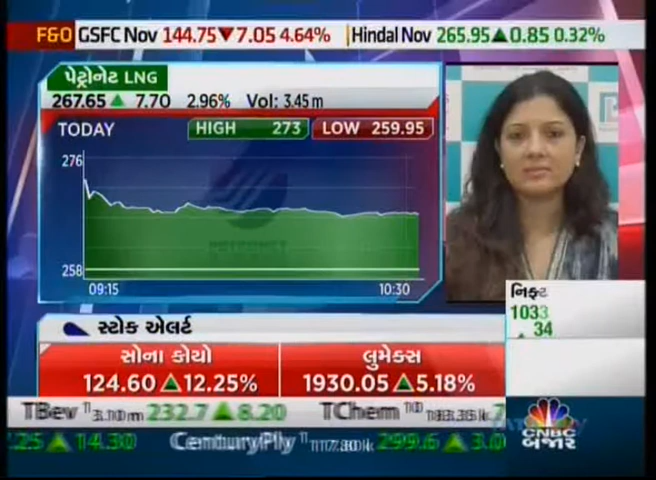 F&O GSFC Nov 144.75▼7.05 4.64% Hindal Nov 265.95▲0.85 0.32%
પેટ્રોનેટ LNG
267.65 ▲ 7.70 2.96% Vol: 3.45 m
TODAY HIGH 273 LOW 259.95
276
258
09:15 10:30
નિફ્ટ
1033
▲ 34
સ્ટોક એલર્ટ
સોના કોયો લુમેક્સ
124.60▲12.25% 1930.05▲5.18%
TBev 232.7▲8.20 TChem
.25▲14.30 CenturyPly 299.6▲3.0
CNBC
બજાર